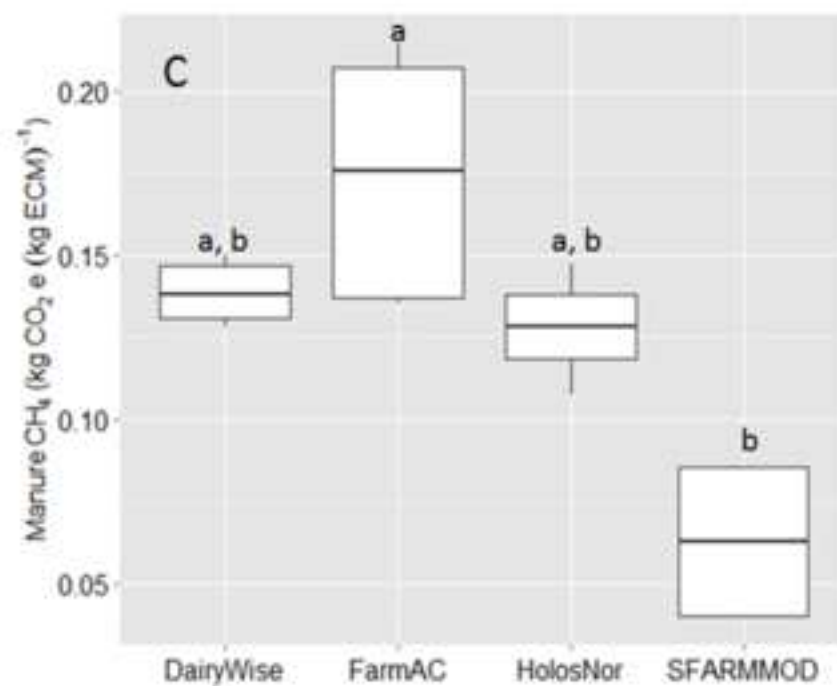 C
a
a, b
a, b
b
0.20
0.15
0.10
0.05
Manure CH₄ (kg CO₂ e (kg ECM)⁻¹)
DairyWise FarmAC HolosNor SFARMMOD